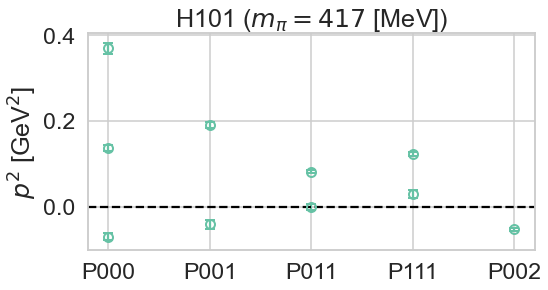 H101 ($m_\pi = 417$ [MeV])
$p^2$ [GeV$^2$]
0.4
0.2
0.0
P000 P001 P011 P111 P002